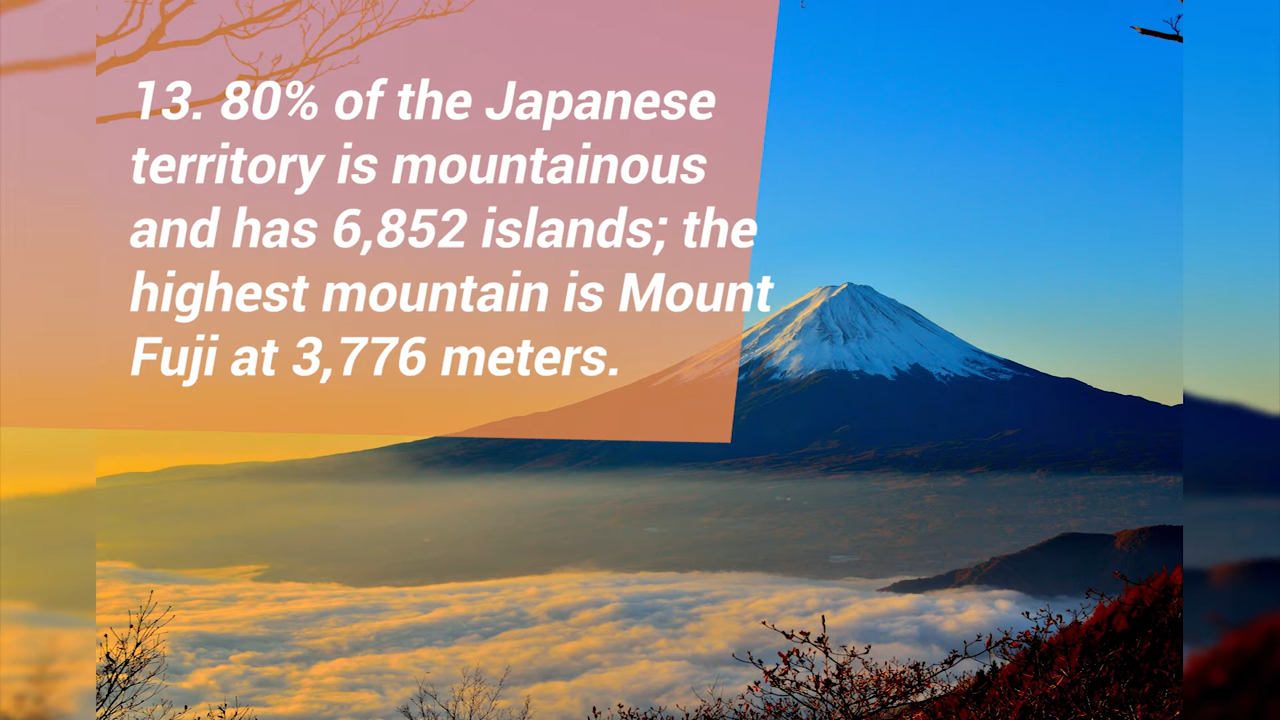 13. 80% of the Japanese
territory is mountainous
and has 6,852 islands; the
highest mountain is Mount
Fuji at 3,776 meters.